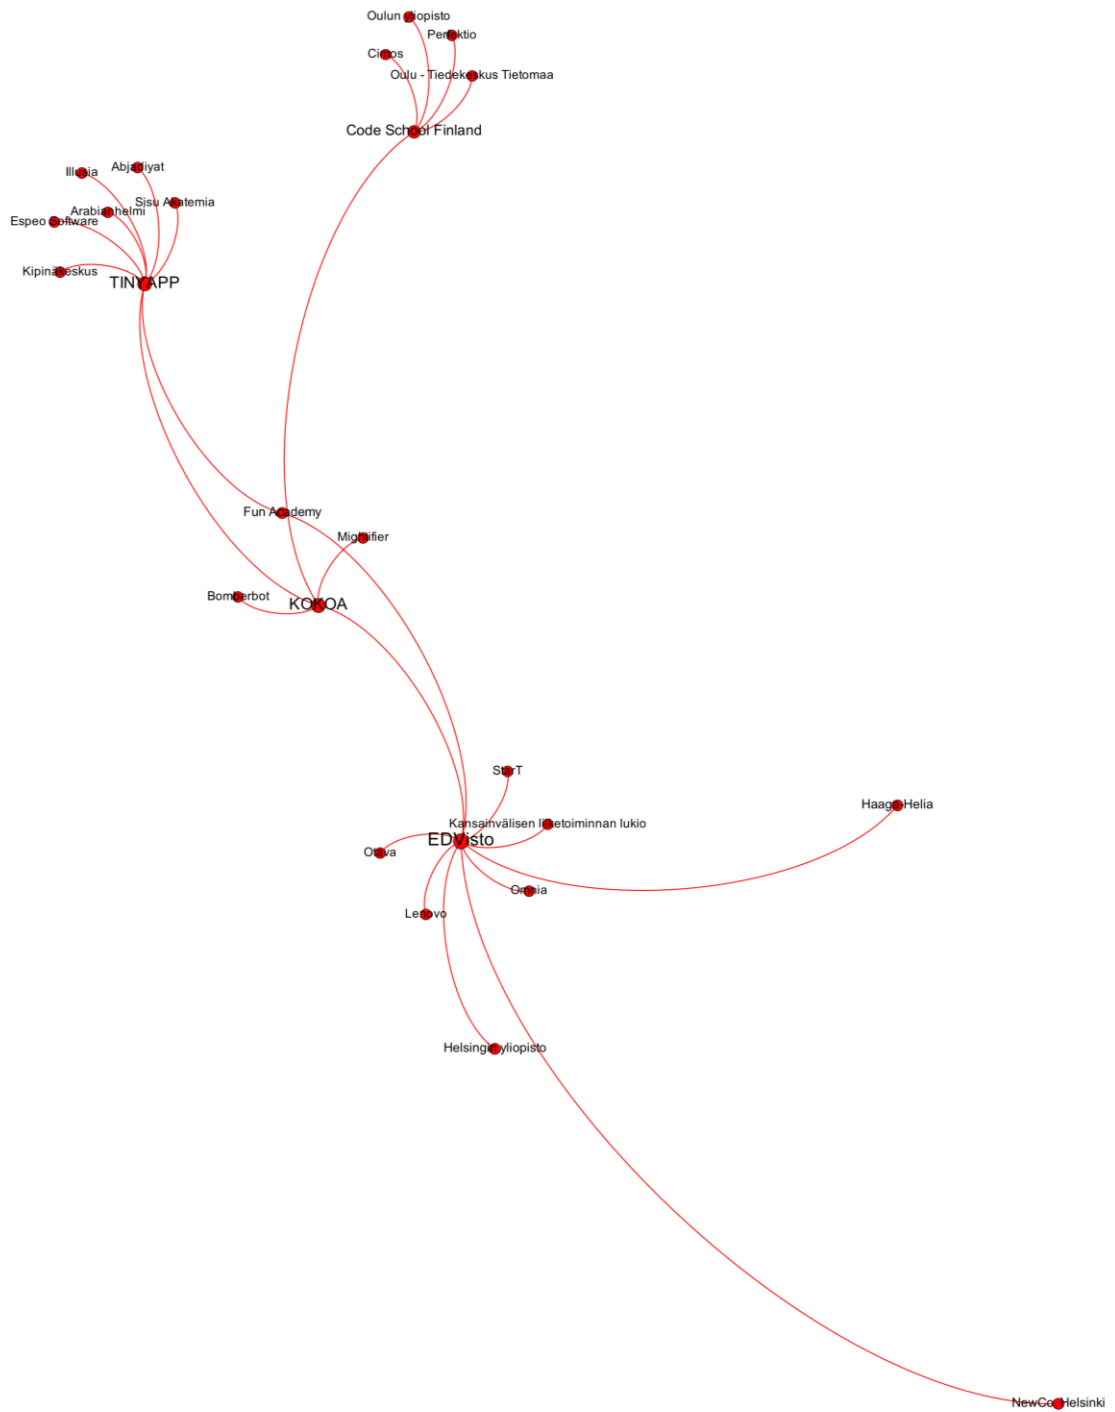 Oulun yliopisto
Perfektio
Cimos
Oulu - Tiedekeskus Tietomaa
Code School Finland
Illusia
Abjadiyat
Sisu Akatemia
Arabianhelmi
Espeo Software
Kipinäkeskus
TINYAPP
Fun Academy
Mightifier
Bomberbot
KOKOA
StarT
Haaga-Helia
Kansainvälisen liiketoiminnan lukio
EDVisto
Otava
Omnia
Lenovo
Helsingin yliopisto
NewCo Helsinki